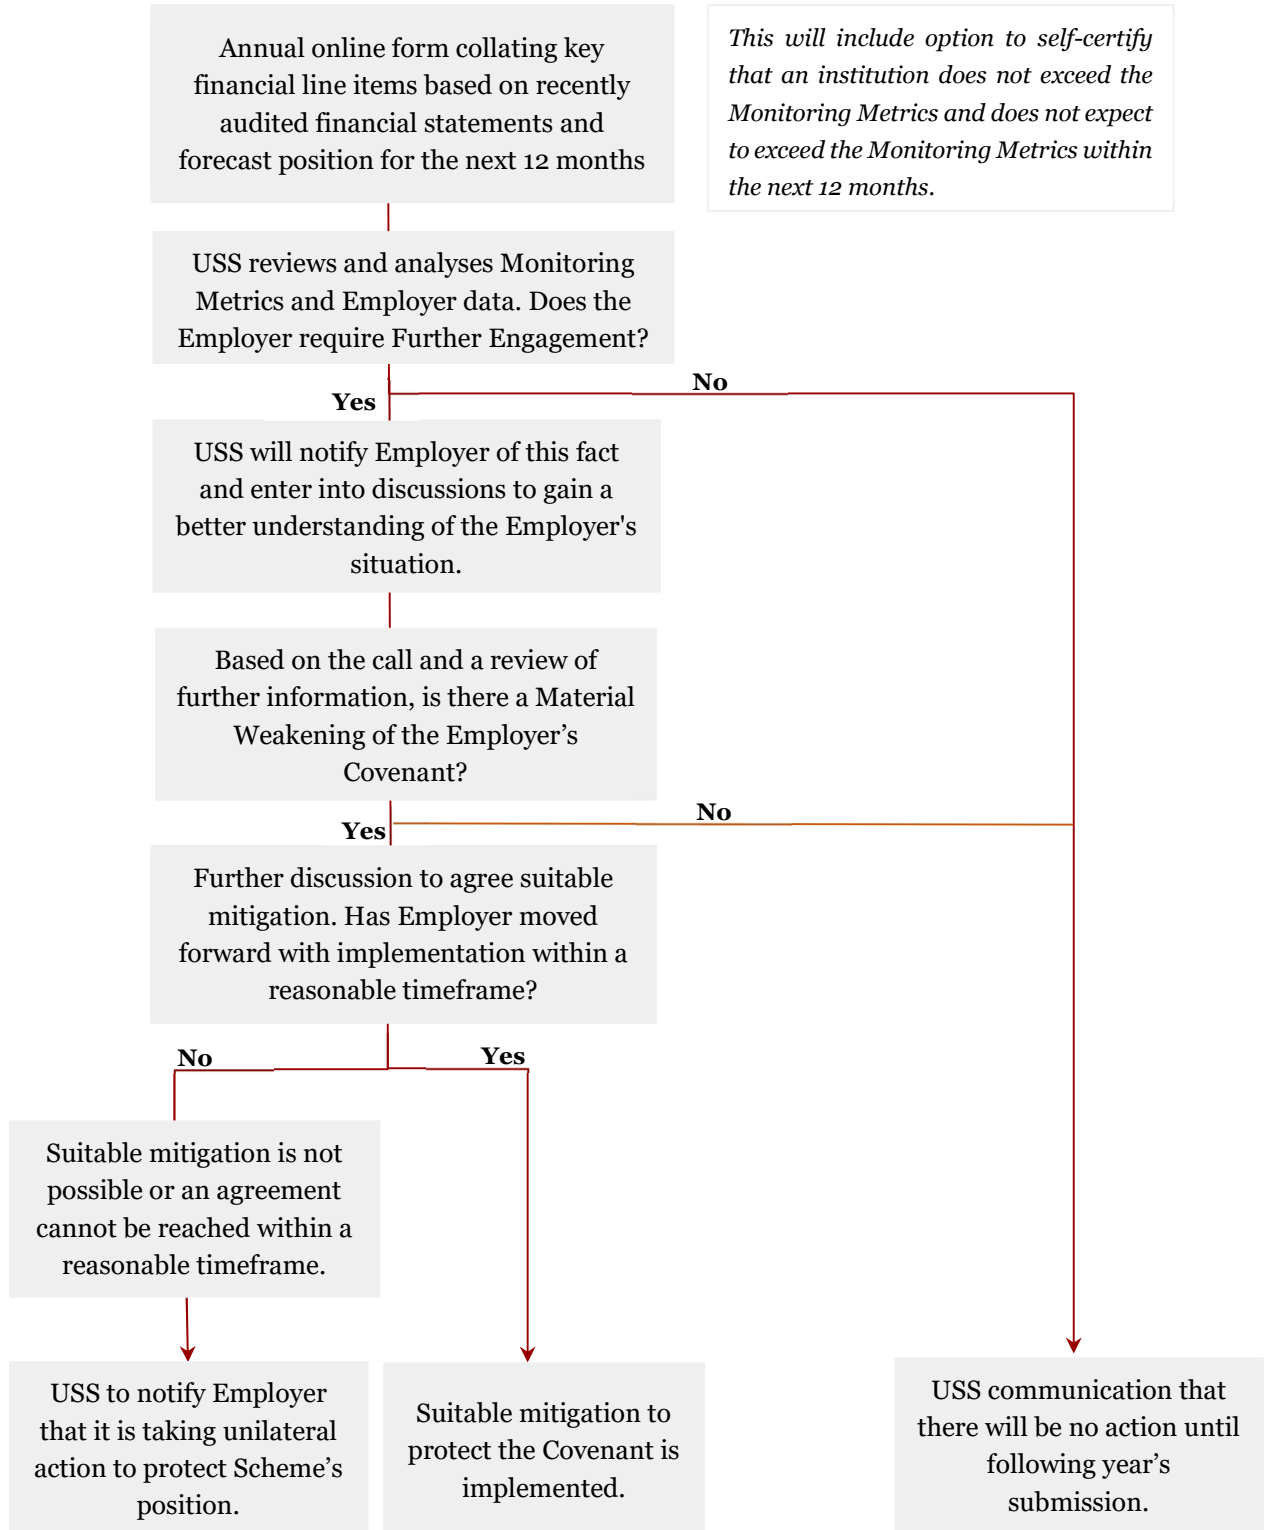 Annual online form collating key
financial line items based on recently
audited financial statements and
forecast position for the next 12 months
This will include option to self-certify
that an institution does not exceed the
Monitoring Metrics and does not expect
to exceed the Monitoring Metrics within
the next 12 months.
USS reviews and analyses Monitoring
Metrics and Employer data. Does the
Employer require Further Engagement?
No
Yes
USS will notify Employer of this fact
and enter into discussions to gain a
better understanding of the Employer's
situation.
Based on the call and a review of
further information, is there a Material
Weakening of the Employer’s
Covenant?
No
Yes
Further discussion to agree suitable
mitigation. Has Employer moved
forward with implementation within a
reasonable timeframe?
No
Yes
Suitable mitigation is not
possible or an agreement
cannot be reached within a
reasonable timeframe.
USS to notify Employer
that it is taking unilateral
action to protect Scheme’s
position.
Suitable mitigation to
protect the Covenant is
implemented.
USS communication that
there will be no action until
following year’s
submission.